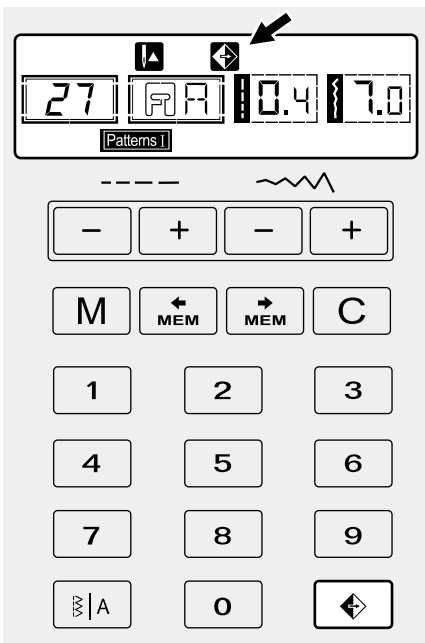 27 A A 0.4 7.0
Patterns I
− + − +
M MEM MEM C
1 2 3
4 5 6
7 8 9
A 0